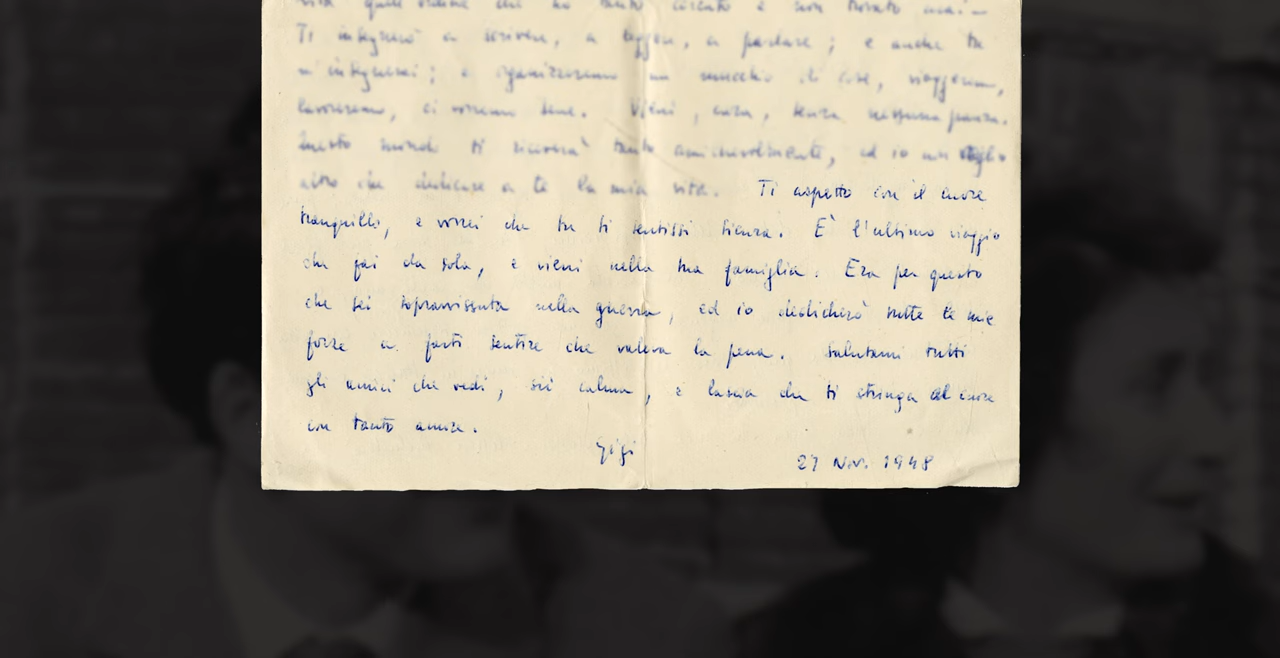 Ti insegnerò a scrivere, a leggere, a parlare; e anche tu
m'insegnerai; e organizzeremo un mucchio di cose, viaggeremo,
lavoreremo, ci vorremo bene. Vieni, cara, senza nessuna paura.
Questo mondo ti riceverà tanto amichevolmente, ed io non voglio
altro che dedicare a te la mia vita. Ti aspetto con il cuore
tranquillo, e vorrei che tu ti sentissi sicura. È l'ultimo viaggio
che fai da sola, e vieni nella tua famiglia. Era per questo
che sei sopravvissuta nella guerra, ed io dedicherò tutte le mie
forze a farti sentire che valeva la pena. Salutami tutti
gli amici che vedi, sii calma, e lascia che ti stringa al cuore
con tanto amore.
Gigi
27 Nov. 1948